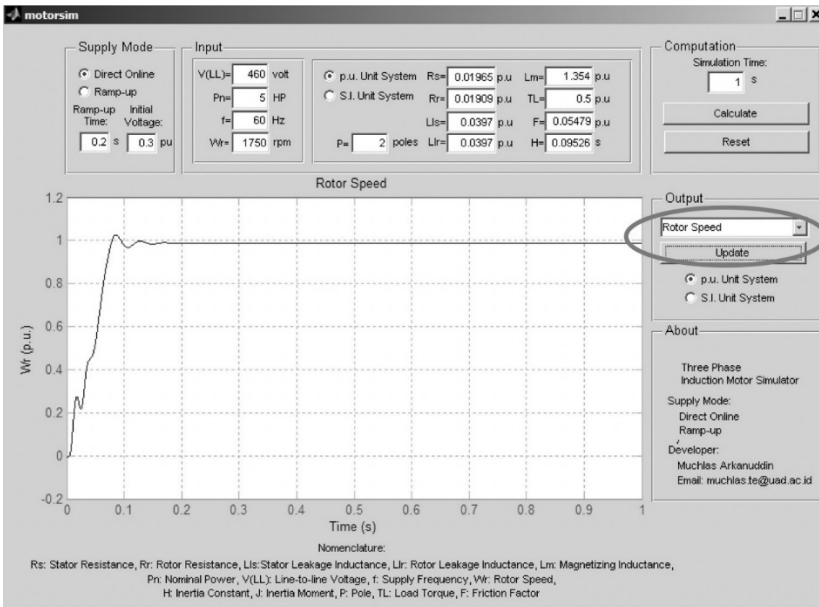 motorsim
Supply Mode
Direct Online
Ramp-up
Ramp-up Time: Initial Voltage:
0.2 s 0.3 pu
Input
V(LL)= 460 volt
Pn= 5 HP
f= 60 Hz
Wr= 1750 rpm
p.u. Unit System
S.I. Unit System
P= 2 poles
Rs= 0.01965 p.u
Rr= 0.01909 p.u
Lls= 0.0397 p.u
Llr= 0.0397 p.u
Lm= 1.354 p.u
TL= 0.5 p.u
F= 0.05479 p.u
H= 0.09526 s
Computation
Simulation Time:
1 s
Calculate
Reset
Rotor Speed
1.2
1
0.8
0.6
0.4
0.2
0
-0.2
Wr (p.u.)
0 0.1 0.2 0.3 0.4 0.5 0.6 0.7 0.8 0.9 1
Time (s)
Output
Rotor Speed
Update
p.u. Unit System
S.I. Unit System
About
Three Phase
Induction Motor Simulator
Supply Mode:
Direct Online
Ramp-up
Developer:
Muchlas Arkanuddin
Email: muchlas.te@uad.ac.id
Nomenclature:
Rs: Stator Resistance, Rr: Rotor Resistance, Lls:Stator Leakage Inductance, Llr: Rotor Leakage Inductance, Lm: Magnetizing Inductance,
Pn: Nominal Power, V(LL): Line-to-line Voltage, f: Supply Frequency, Wr: Rotor Speed,
H: Inertia Constant, J: Inertia Moment, P: Pole, TL: Load Torque, F: Friction Factor